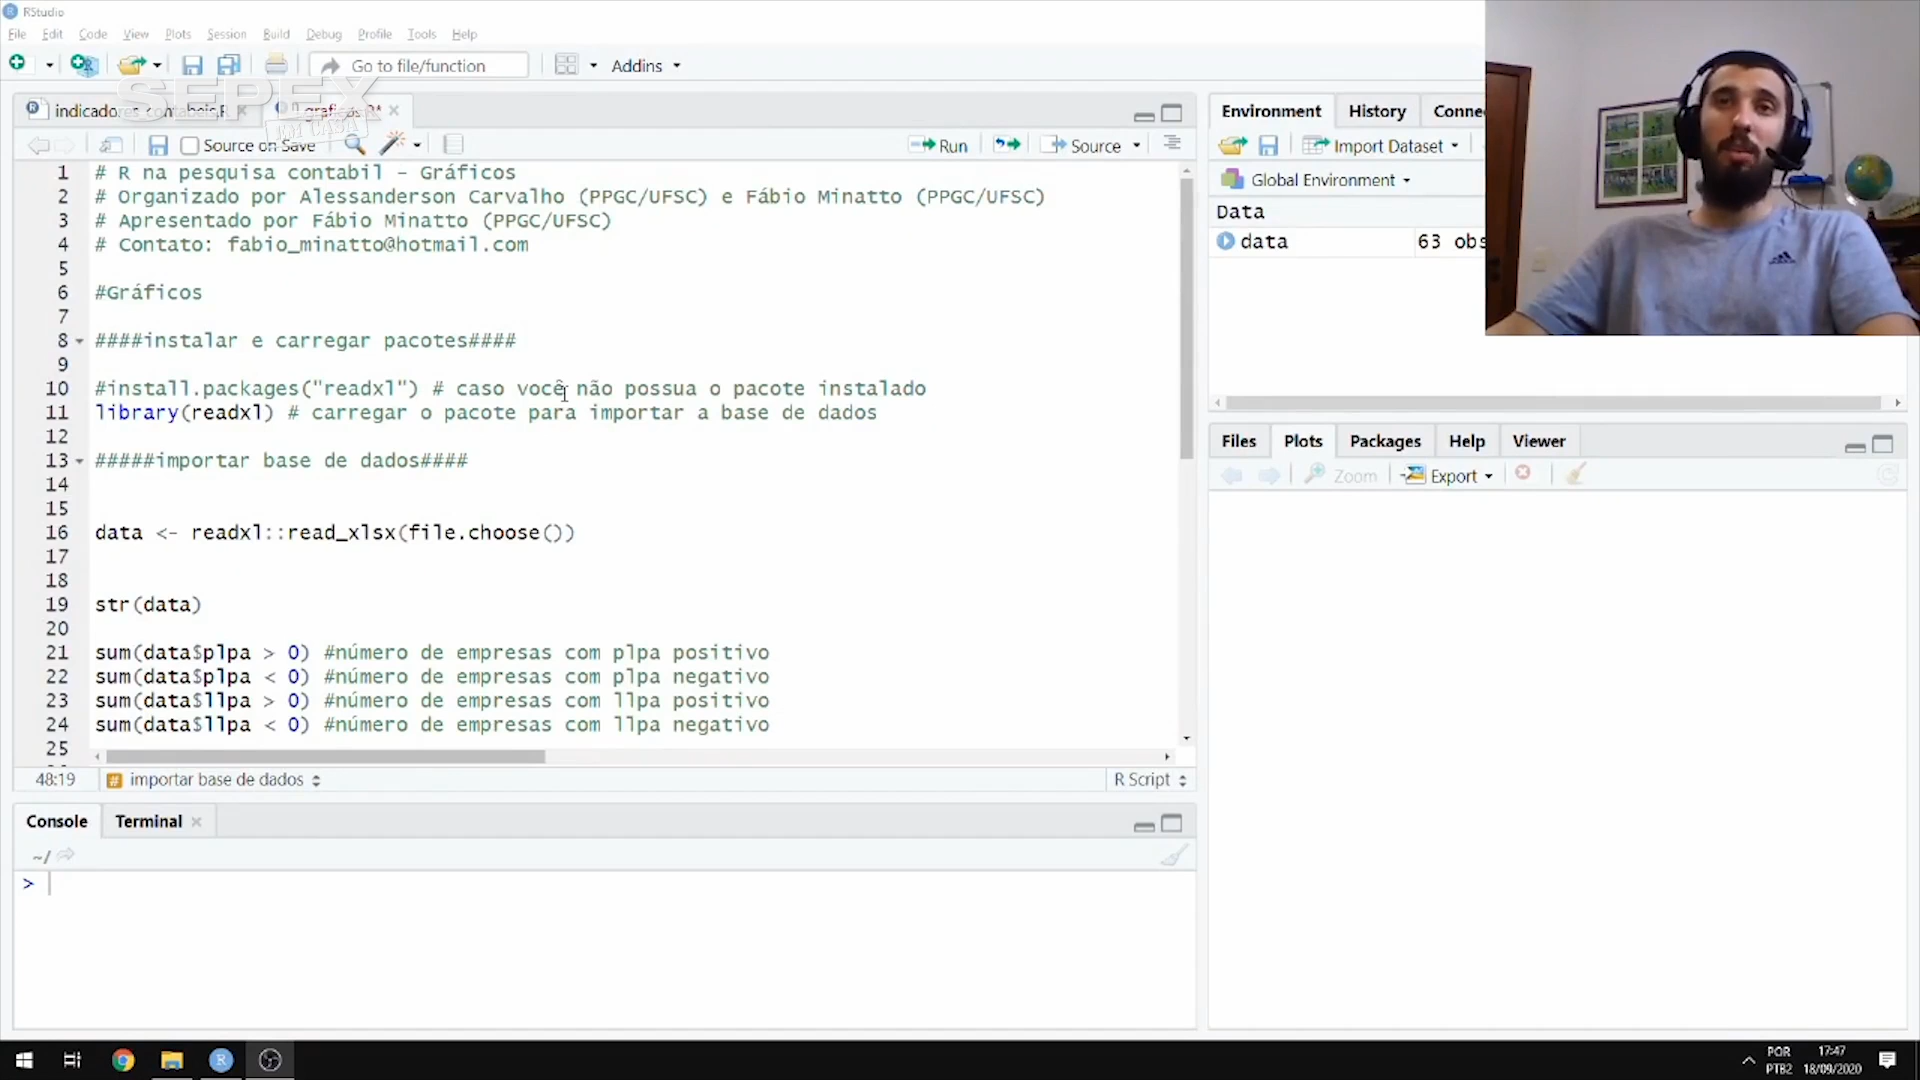 RStudio
File Edit Code View Plots Session Build Debug Profile Tools Help
Go to file/function Addins
SEPEX
EM CASA
indicadores_contabeis.R graficos.R*
Source on Save Run Source
1 # R na pesquisa contabil - Gráficos
2 # Organizado por Alessanderson Carvalho (PPGC/UFSC) e Fábio Minatto (PPGC/UFSC)
3 # Apresentado por Fábio Minatto (PPGC/UFSC)
4 # Contato: fabio_minatto@hotmail.com
5
6 #Gráficos
7
8 ####instalar e carregar pacotes####
9
10 #install.packages("readxl") # caso você não possua o pacote instalado
11 library(readxl) # carregar o pacote para importar a base de dados
12
13 #####importar base de dados####
14
15
16 data <- readxl::read_xlsx(file.choose())
17
18
19 str(data)
20
21 sum(data$plpa > 0) #número de empresas com plpa positivo
22 sum(data$plpa < 0) #número de empresas com plpa negativo
23 sum(data$llpa > 0) #número de empresas com llpa positivo
24 sum(data$llpa < 0) #número de empresas com llpa negativo
25
48:19 importar base de dados R Script
Console Terminal
~/
>
Environment History Conne
Import Dataset
Global Environment
Data
data 63 obs
Files Plots Packages Help Viewer
Zoom Export
POR
PTB2
17:47
18/09/2020